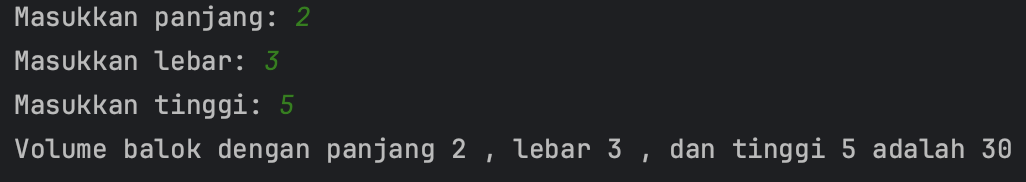 Masukkan panjang: 2
Masukkan lebar: 3
Masukkan tinggi: 5
Volume balok dengan panjang 2 , lebar 3 , dan tinggi 5 adalah 30